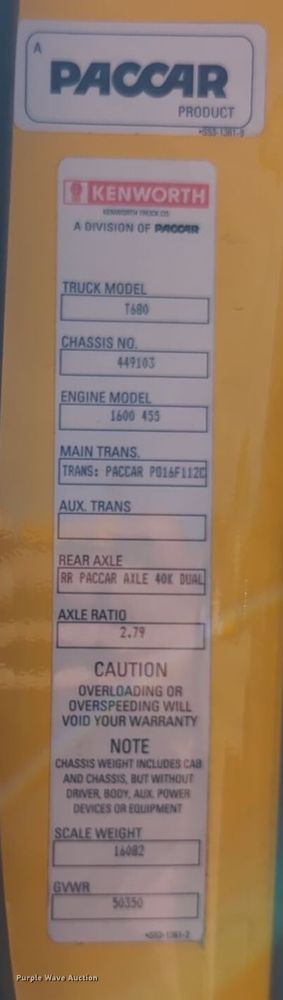 A
PACCAR
PRODUCT
KENWORTH
KENWORTH TRUCK CO.
A DIVISION OF PACCAR
TRUCK MODEL
T680
CHASSIS NO.
449103
ENGINE MODEL
1600 455
MAIN TRANS.
TRANS: PACCAR PO16F112C
AUX. TRANS
REAR AXLE
RR PACCAR AXLE 40K DUAL
AXLE RATIO
2.79
CAUTION
OVERLOADING OR
OVERSPEEDING WILL
VOID YOUR WARRANTY
NOTE
CHASSIS WEIGHT INCLUDES CAB
AND CHASSIS, BUT WITHOUT
DRIVER, BODY, AUX. POWER
DEVICES OR EQUIPMENT
SCALE WEIGHT
16082
GVWR
50350
Purple Wave Auction